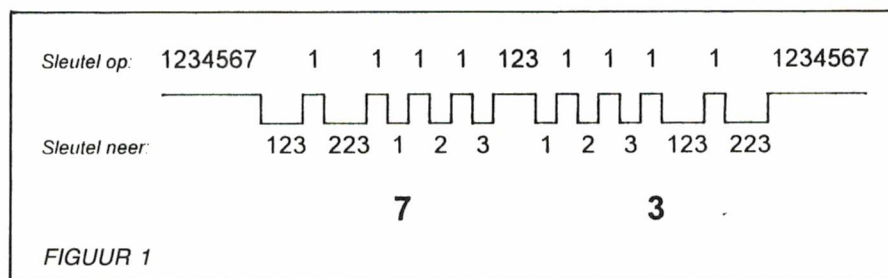 Sleutel op: 1234567 1 1 1 1 123 1 1 1 1 1234567
Sleutel neer: 123 223 1 2 3 1 2 3 123 223
7 3
FIGUUR 1